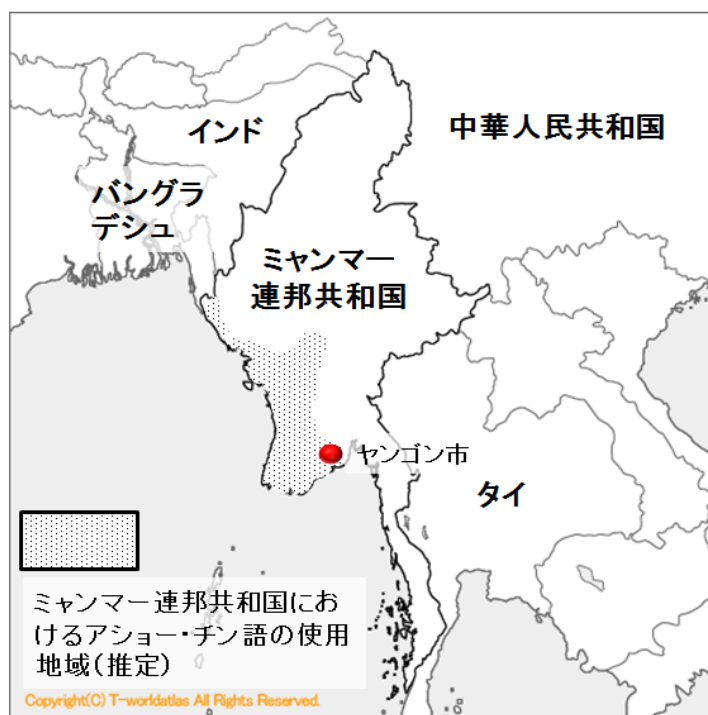 インド
中華人民共和国
バングラ
デシュ
ミャンマー
連邦共和国
ヤンゴン市
タイ
ミャンマー連邦共和国にお
けるアショー・チン語の使用
地域(推定)
Copyright(C) T-worldatlas All Rights Reserved.